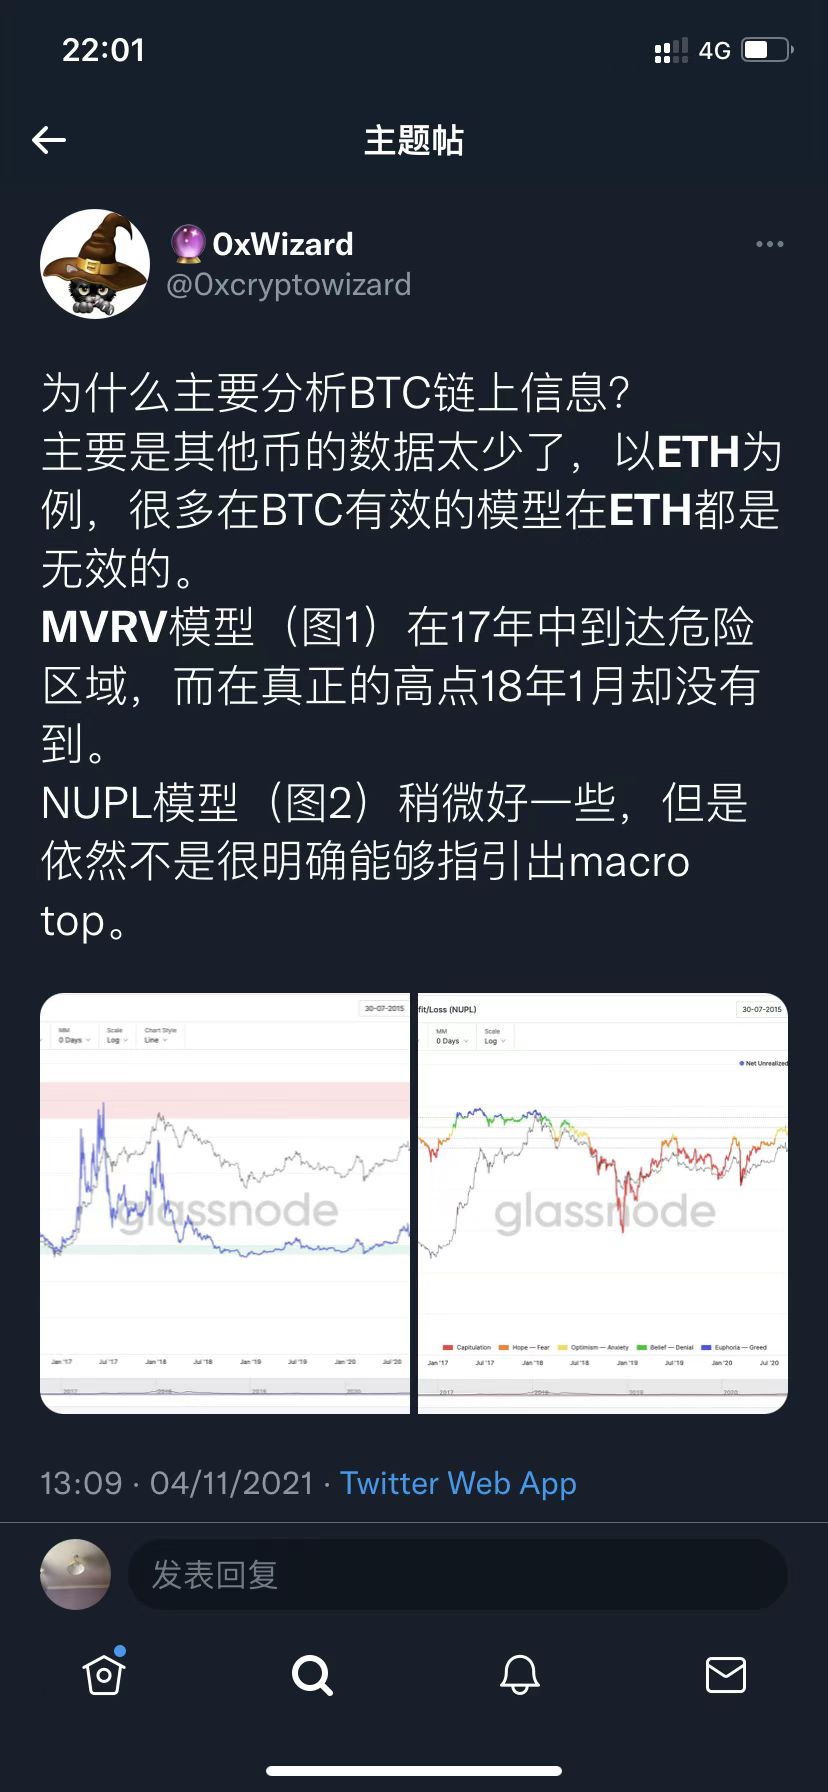 22:01
4G
主题帖
0xWizard
@0xcryptowizard
为什么主要分析BTC链上信息？
主要是其他币的数据太少了，以ETH为
例，很多在BTC有效的模型在ETH都是
无效的。
MVRV模型（图1）在17年中到达危险
区域，而在真正的高点18年1月却没有
到。
NUPL模型（图2）稍微好一些，但是
依然不是很明确能够指引出macro
top。
30-07-2015
MM
Scale
Chart Style
0 Days
Log
Line
glassnode
Jan '17
Jul '17
Jan '18
Jul '18
Jan '19
Jul '19
Jan '20
Jul '20
2017
2018
2019
2020
fit/Loss (NUPL)
30-07-2015
MM
Scale
0 Days
Log
Net Unrealized
glassnode
Capitulation
Hope — Fear
Optimism — Anxiety
Belief — Denial
Euphoria — Greed
Jan '17
Jul '17
Jan '18
Jul '18
Jan '19
Jul '19
Jan '20
Jul '20
2017
2018
2019
2020
13:09 · 04/11/2021 · Twitter Web App
发表回复